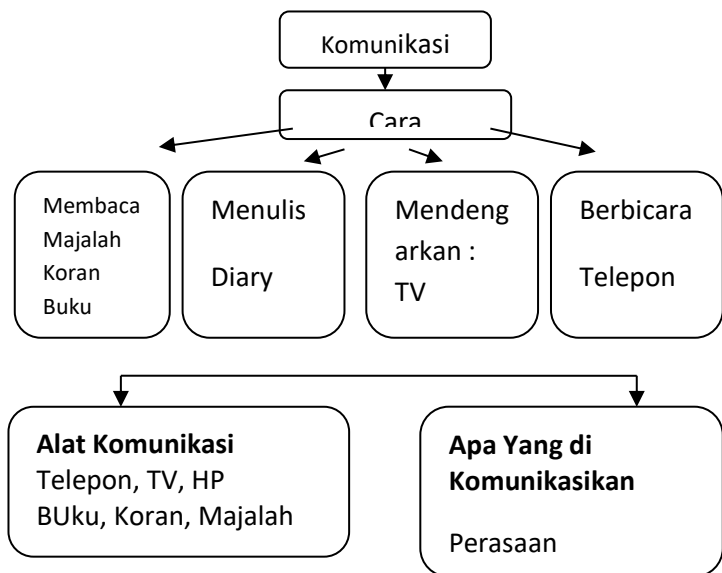 Komunikasi
Cara
Membaca
Majalah
Koran
Buku
Menulis
Diary
Mendeng
arkan :
TV
Berbicara
Telepon
Alat Komunikasi
Telepon, TV, HP
BUku, Koran, Majalah
Apa Yang di
Komunikasikan
Perasaan